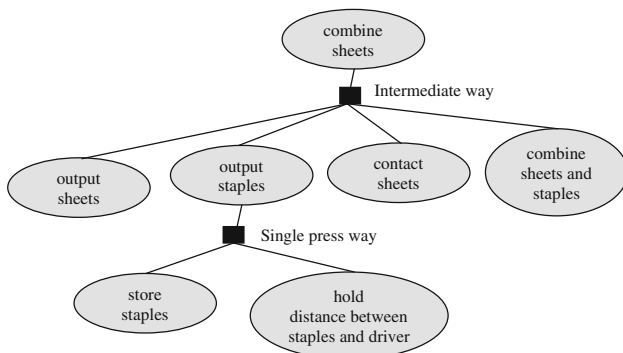 combine
sheets
Intermediate way
output
sheets
output
staples
contact
sheets
combine
sheets and
staples
Single press way
store
staples
hold
distance between
staples and driver